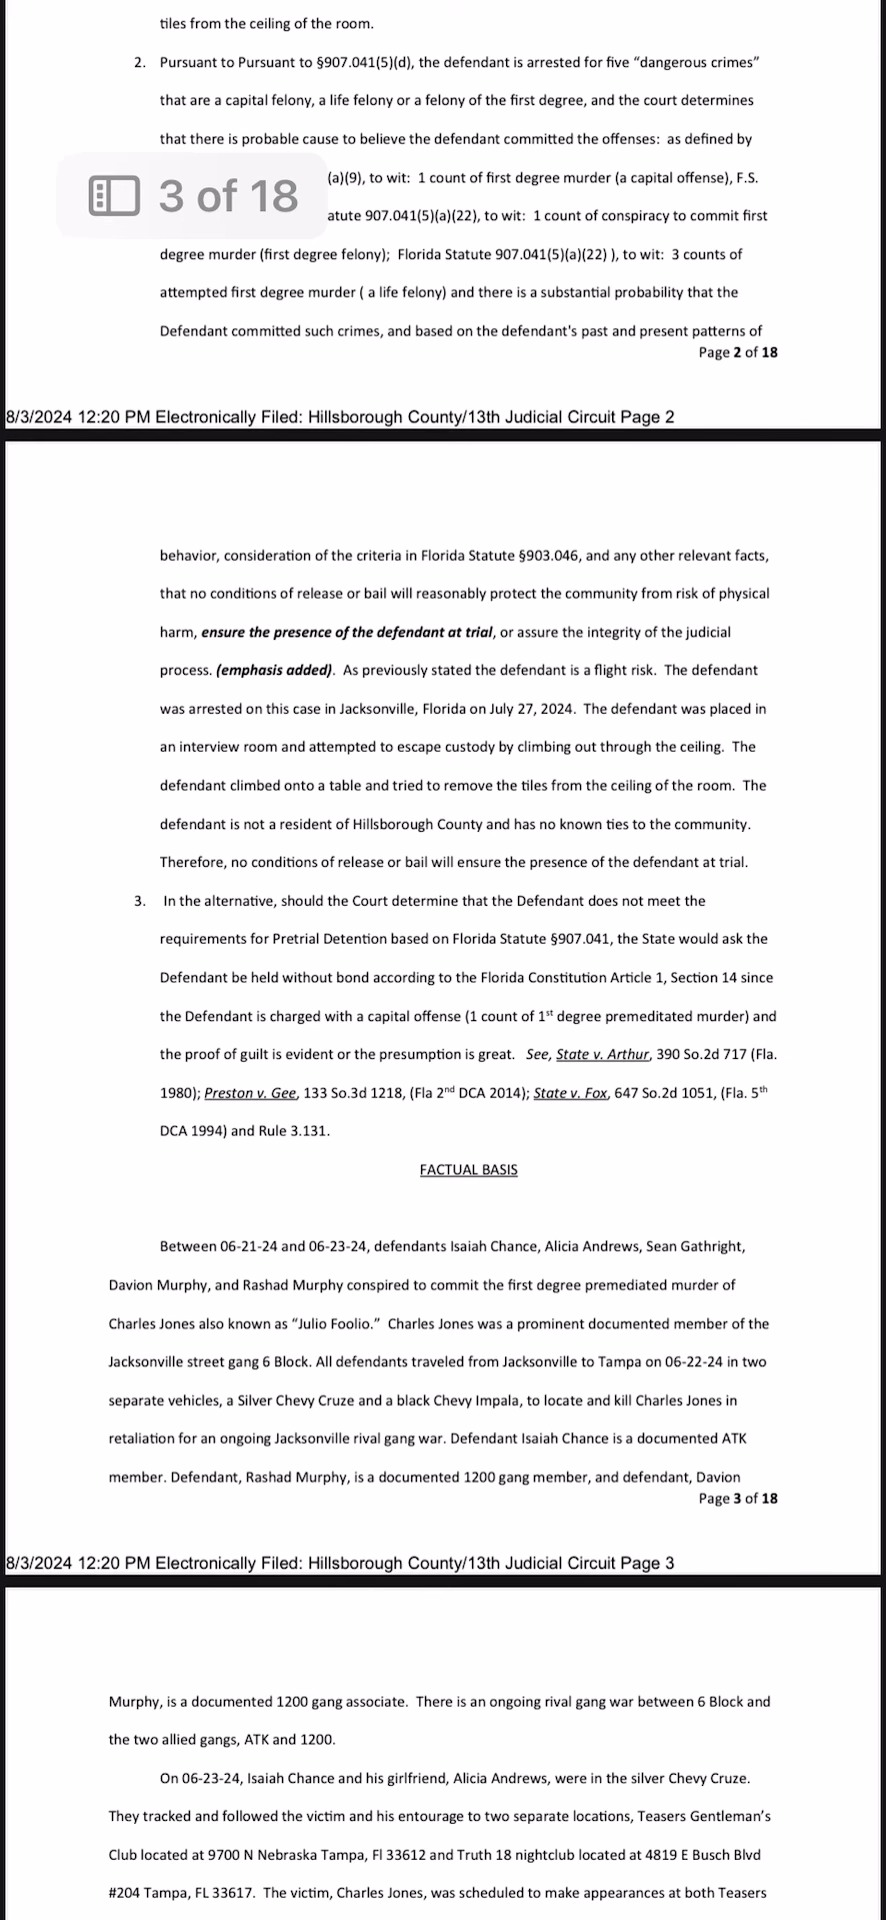 tiles from the ceiling of the room.
2. Pursuant to Pursuant to §907.041(5)(d), the defendant is arrested for five “dangerous crimes”
that are a capital felony, a life felony or a felony of the first degree, and the court determines
that there is probable cause to believe the defendant committed the offenses: as defined by
3 of 18
(a)(9), to wit: 1 count of first degree murder (a capital offense), F.S.
atute 907.041(5)(a)(22), to wit: 1 count of conspiracy to commit first
degree murder (first degree felony); Florida Statute 907.041(5)(a)(22) ), to wit: 3 counts of
attempted first degree murder ( a life felony) and there is a substantial probability that the
Defendant committed such crimes, and based on the defendant's past and present patterns of
Page 2 of 18
8/3/2024 12:20 PM Electronically Filed: Hillsborough County/13th Judicial Circuit Page 2
behavior, consideration of the criteria in Florida Statute §903.046, and any other relevant facts,
that no conditions of release or bail will reasonably protect the community from risk of physical
harm, ensure the presence of the defendant at trial, or assure the integrity of the judicial
process. (emphasis added). As previously stated the defendant is a flight risk. The defendant
was arrested on this case in Jacksonville, Florida on July 27, 2024. The defendant was placed in
an interview room and attempted to escape custody by climbing out through the ceiling. The
defendant climbed onto a table and tried to remove the tiles from the ceiling of the room. The
defendant is not a resident of Hillsborough County and has no known ties to the community.
Therefore, no conditions of release or bail will ensure the presence of the defendant at trial.
3. In the alternative, should the Court determine that the Defendant does not meet the
requirements for Pretrial Detention based on Florida Statute §907.041, the State would ask the
Defendant be held without bond according to the Florida Constitution Article 1, Section 14 since
the Defendant is charged with a capital offense (1 count of 1st degree premeditated murder) and
the proof of guilt is evident or the presumption is great. See, State v. Arthur, 390 So.2d 717 (Fla.
1980); Preston v. Gee, 133 So.3d 1218, (Fla 2nd DCA 2014); State v. Fox, 647 So.2d 1051, (Fla. 5th
DCA 1994) and Rule 3.131.
FACTUAL BASIS
Between 06-21-24 and 06-23-24, defendants Isaiah Chance, Alicia Andrews, Sean Gathright,
Davion Murphy, and Rashad Murphy conspired to commit the first degree premediated murder of
Charles Jones also known as “Julio Foolio.” Charles Jones was a prominent documented member of the
Jacksonville street gang 6 Block. All defendants traveled from Jacksonville to Tampa on 06-22-24 in two
separate vehicles, a Silver Chevy Cruze and a black Chevy Impala, to locate and kill Charles Jones in
retaliation for an ongoing Jacksonville rival gang war. Defendant Isaiah Chance is a documented ATK
member. Defendant, Rashad Murphy, is a documented 1200 gang member, and defendant, Davion
Page 3 of 18
8/3/2024 12:20 PM Electronically Filed: Hillsborough County/13th Judicial Circuit Page 3
Murphy, is a documented 1200 gang associate. There is an ongoing rival gang war between 6 Block and
the two allied gangs, ATK and 1200.
On 06-23-24, Isaiah Chance and his girlfriend, Alicia Andrews, were in the silver Chevy Cruze.
They tracked and followed the victim and his entourage to two separate locations, Teasers Gentleman’s
Club located at 9700 N Nebraska Tampa, Fl 33612 and Truth 18 nightclub located at 4819 E Busch Blvd
#204 Tampa, FL 33617. The victim, Charles Jones, was scheduled to make appearances at both Teasers